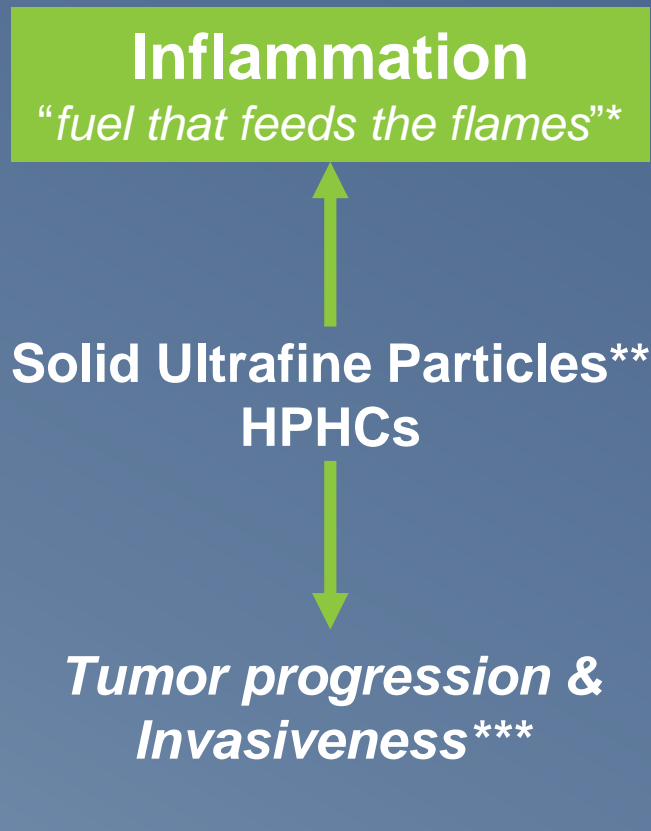 Inflammation
“fuel that feeds the flames”*
Solid Ultrafine Particles**
HPHCs
Tumor progression &
Invasiveness***